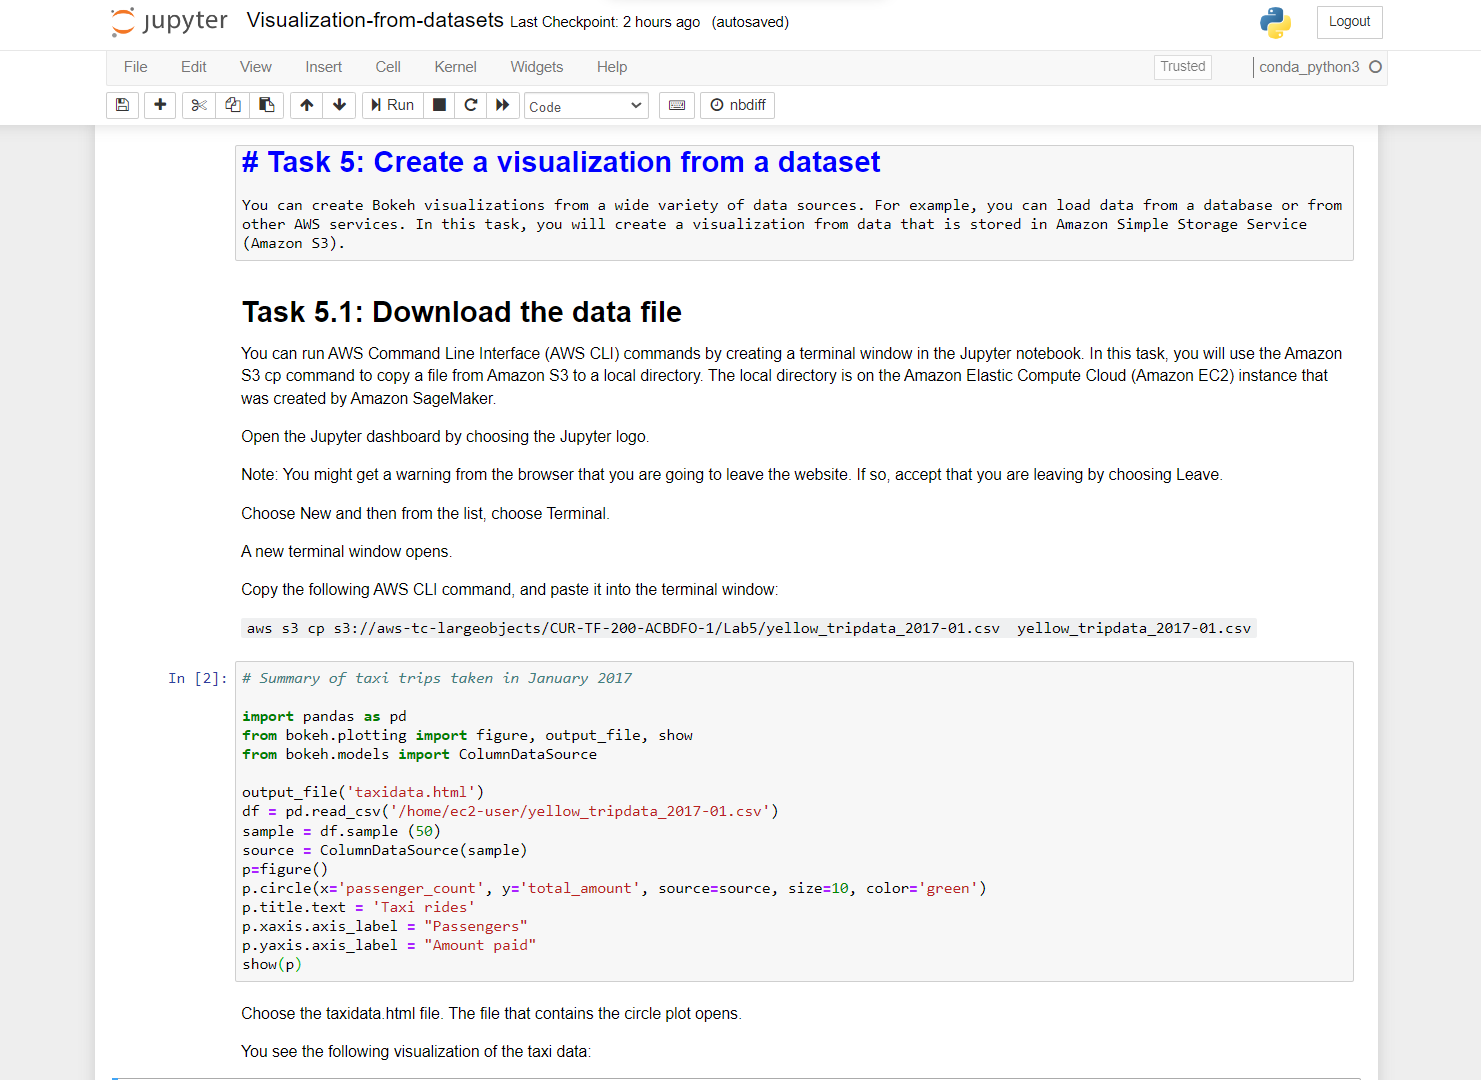 jupyter Visualization-from-datasets Last Checkpoint: 2 hours ago (autosaved) Logout
File Edit View Insert Cell Kernel Widgets Help Trusted conda_python3
Run Code nbdiff
# Task 5: Create a visualization from a dataset
You can create Bokeh visualizations from a wide variety of data sources. For example, you can load data from a database or from
other AWS services. In this task, you will create a visualization from data that is stored in Amazon Simple Storage Service
(Amazon S3).
Task 5.1: Download the data file
You can run AWS Command Line Interface (AWS CLI) commands by creating a terminal window in the Jupyter notebook. In this task, you will use the Amazon
S3 cp command to copy a file from Amazon S3 to a local directory. The local directory is on the Amazon Elastic Compute Cloud (Amazon EC2) instance that
was created by Amazon SageMaker.
Open the Jupyter dashboard by choosing the Jupyter logo.
Note: You might get a warning from the browser that you are going to leave the website. If so, accept that you are leaving by choosing Leave.
Choose New and then from the list, choose Terminal.
A new terminal window opens.
Copy the following AWS CLI command, and paste it into the terminal window:
aws s3 cp s3://aws-tc-largeobjects/CUR-TF-200-ACBDFO-1/Lab5/yellow_tripdata_2017-01.csv  yellow_tripdata_2017-01.csv
In [2]: # Summary of taxi trips taken in January 2017
import pandas as pd
from bokeh.plotting import figure, output_file, show
from bokeh.models import ColumnDataSource
output_file('taxidata.html')
df = pd.read_csv('/home/ec2-user/yellow_tripdata_2017-01.csv')
sample = df.sample (50)
source = ColumnDataSource(sample)
p=figure()
p.circle(x='passenger_count', y='total_amount', source=source, size=10, color='green')
p.title.text = 'Taxi rides'
p.xaxis.axis_label = "Passengers"
p.yaxis.axis_label = "Amount paid"
show(p)
Choose the taxidata.html file. The file that contains the circle plot opens.
You see the following visualization of the taxi data: